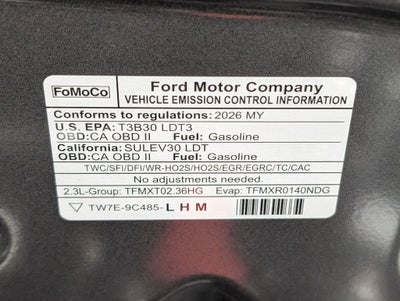 FoMoCo
Ford Motor Company
VEHICLE EMISSION CONTROL INFORMATION
Conforms to regulations: 2026 MY
U.S. EPA: T3B30 LDT3
OBD:CA OBD II Fuel: Gasoline
California: SULEV30 LDT
OBD:CA OBD II Fuel: Gasoline
TWC/SFI/DFI/WR-HO2S/HO2S/EGR/EGRC/TC/CAC
No adjustments needed.
2.3L-Group: TFMXT02.36HG Evap: TFMXR0140NDG
TW7E-9C485-L H M